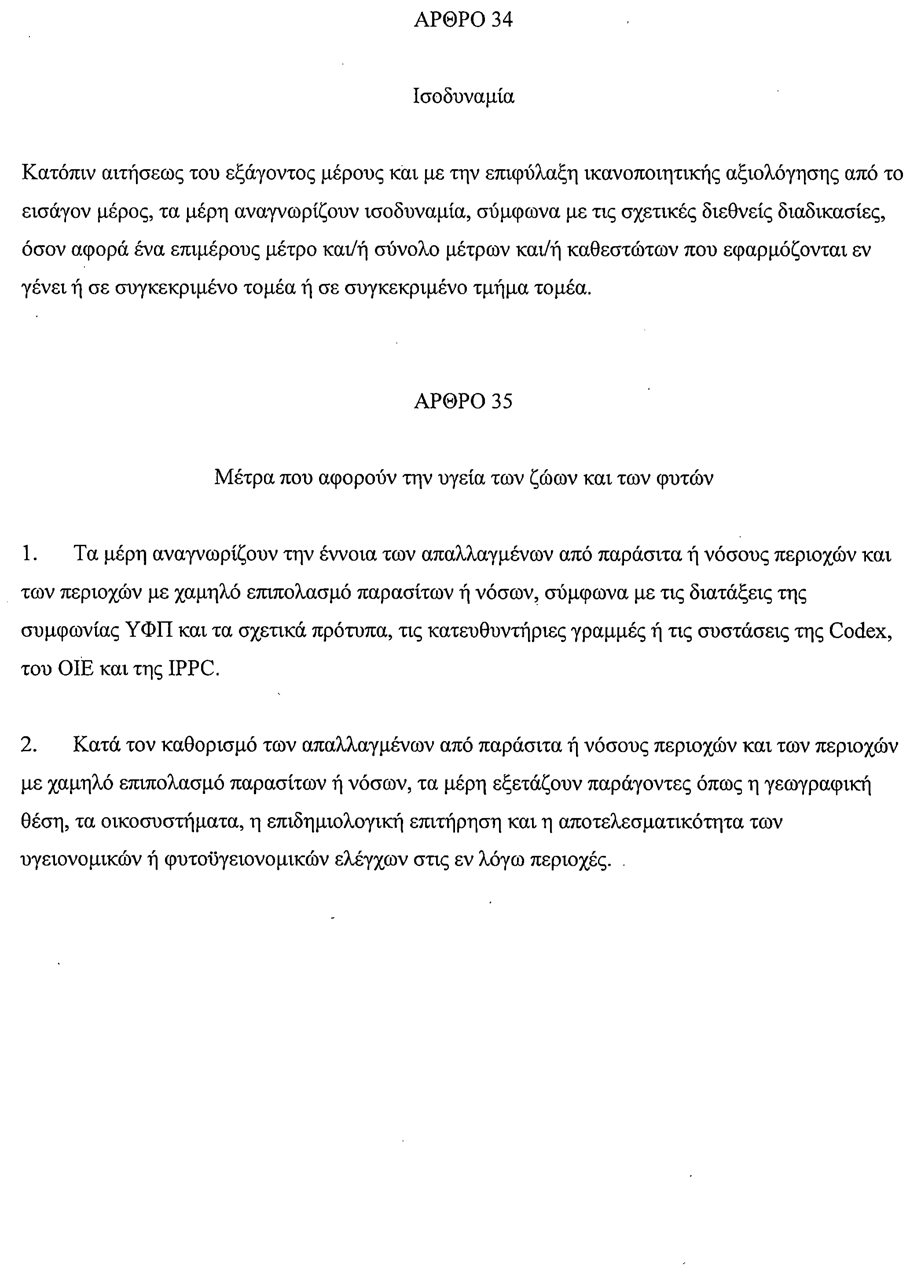 ΑΡΘΡΟ 34
Ισοδυναμία
Κατόπιν αιτήσεως του εξάγοντος μέρους και με την επιφύλαξη ικανοποιητικής αξιολόγησης από το
εισάγον μέρος, τα μέρη αναγνωρίζουν ισοδυναμία, σύμφωνα με τις σχετικές διεθνείς διαδικασίες,
όσον αφορά ένα επιμέρους μέτρο και/ή σύνολο μέτρων και/ή καθεστώτων που εφαρμόζονται εν
γένει ή σε συγκεκριμένο τομέα ή σε συγκεκριμένο τμήμα τομέα.
ΑΡΘΡΟ 35
Μέτρα που αφορούν την υγεία των ζώων και των φυτών
1. Τα μέρη αναγνωρίζουν την έννοια των απαλλαγμένων από παράσιτα ή νόσους περιοχών και
των περιοχών με χαμηλό επιπολασμό παρασίτων ή νόσων, σύμφωνα με τις διατάξεις της
συμφωνίας ΥΦΠ και τα σχετικά πρότυπα, τις κατευθυντήριες γραμμές ή τις συστάσεις της Codex,
του OIE και της IPPC.
2. Κατά τον καθορισμό των απαλλαγμένων από παράσιτα ή νόσους περιοχών και των περιοχών
με χαμηλό επιπολασμό παρασίτων ή νόσων, τα μέρη εξετάζουν παράγοντες όπως η γεωγραφική
θέση, τα οικοσυστήματα, η επιδημιολογική επιτήρηση και η αποτελεσματικότητα των
υγειονομικών ή φυτοϋγειονομικών ελέγχων στις εν λόγω περιοχές.